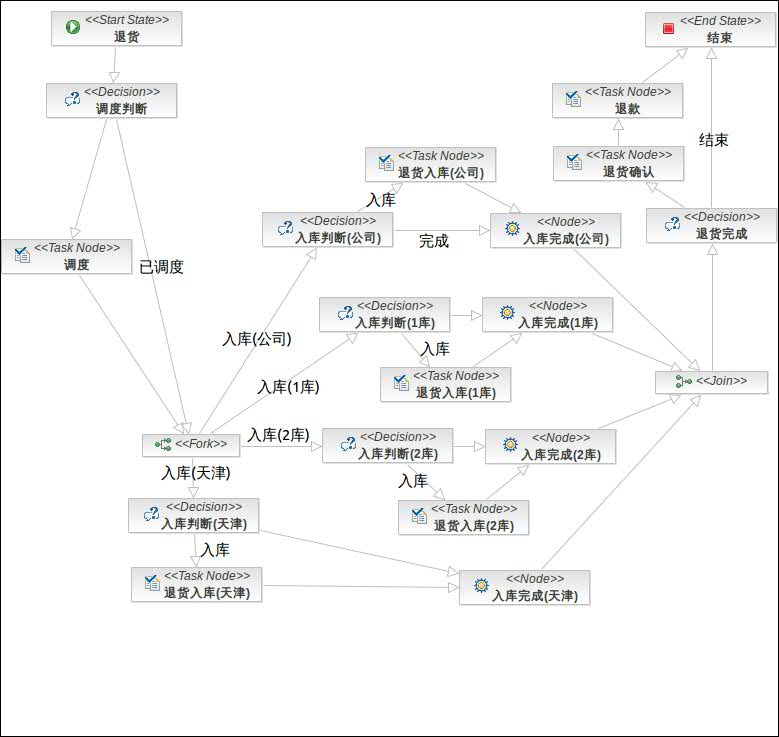 <<Start State>>
退货
<<End State>>
结束
<<Decision>>
调度判断
<<Task Node>>
退款
结束
<<Task Node>>
退货入库(公司)
<<Task Node>>
退货确认
入库
<<Decision>>
入库判断(公司)
完成
<<Node>>
入库完成(公司)
<<Decision>>
退货完成
<<Task Node>>
调度
已调度
<<Decision>>
入库判断(1库)
<<Node>>
入库完成(1库)
入库(公司)
入库
<<Task Node>>
退货入库(1库)
<<Join>>
入库(1库)
<<Fork>>
入库(2库)
<<Decision>>
入库判断(2库)
<<Node>>
入库完成(2库)
入库(天津)
入库
<<Task Node>>
退货入库(2库)
<<Decision>>
入库判断(天津)
入库
<<Task Node>>
退货入库(天津)
<<Node>>
入库完成(天津)